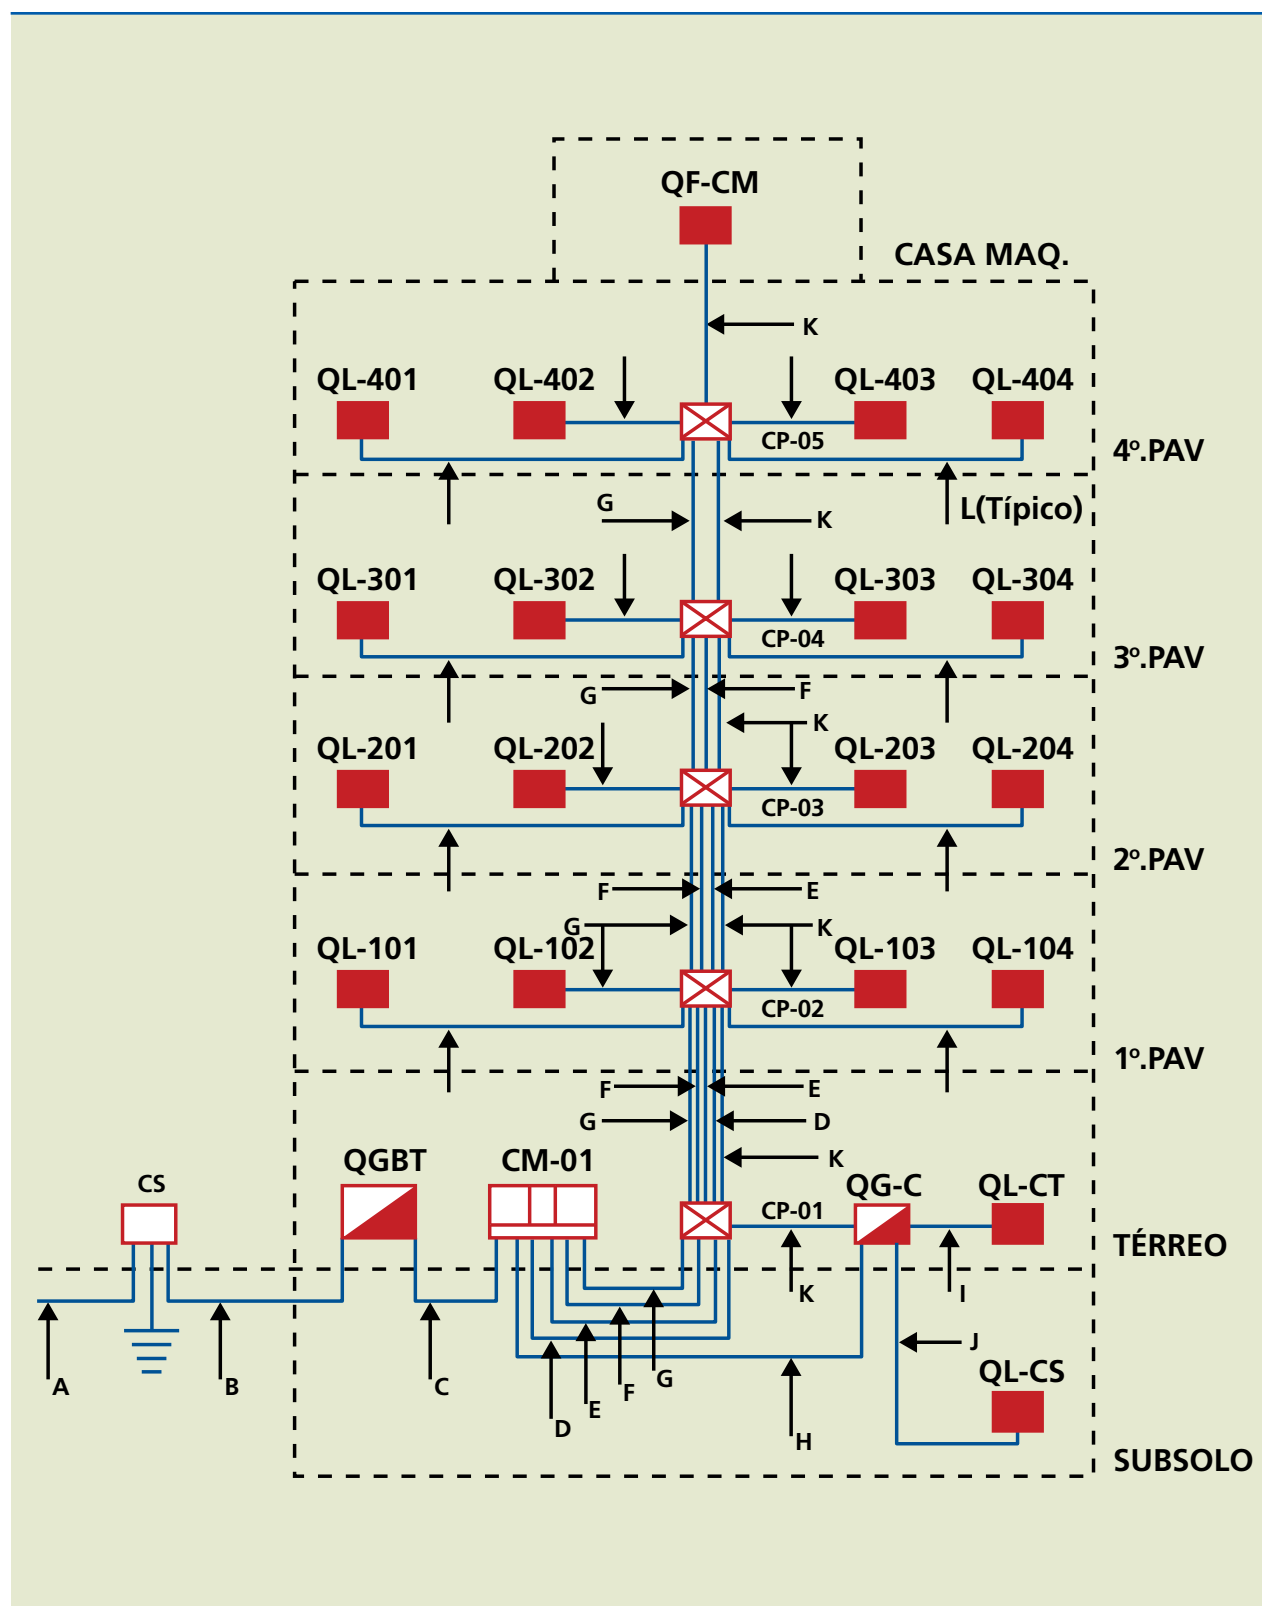 QF-CM
CASA MAQ.
K
QL-401
QL-402
QL-403
QL-404
CP-05
4º.PAV
G
K
L(Típico)
QL-301
QL-302
QL-303
QL-304
CP-04
3º.PAV
G
F
K
QL-201
QL-202
QL-203
QL-204
CP-03
2º.PAV
F
E
G
K
QL-101
QL-102
QL-103
QL-104
CP-02
1º.PAV
F
E
G
D
K
CS
QGBT
CM-01
CP-01
QG-C
QL-CT
TÉRREO
K
I
J
QL-CS
A
B
C
D
E
F
G
H
SUBSOLO